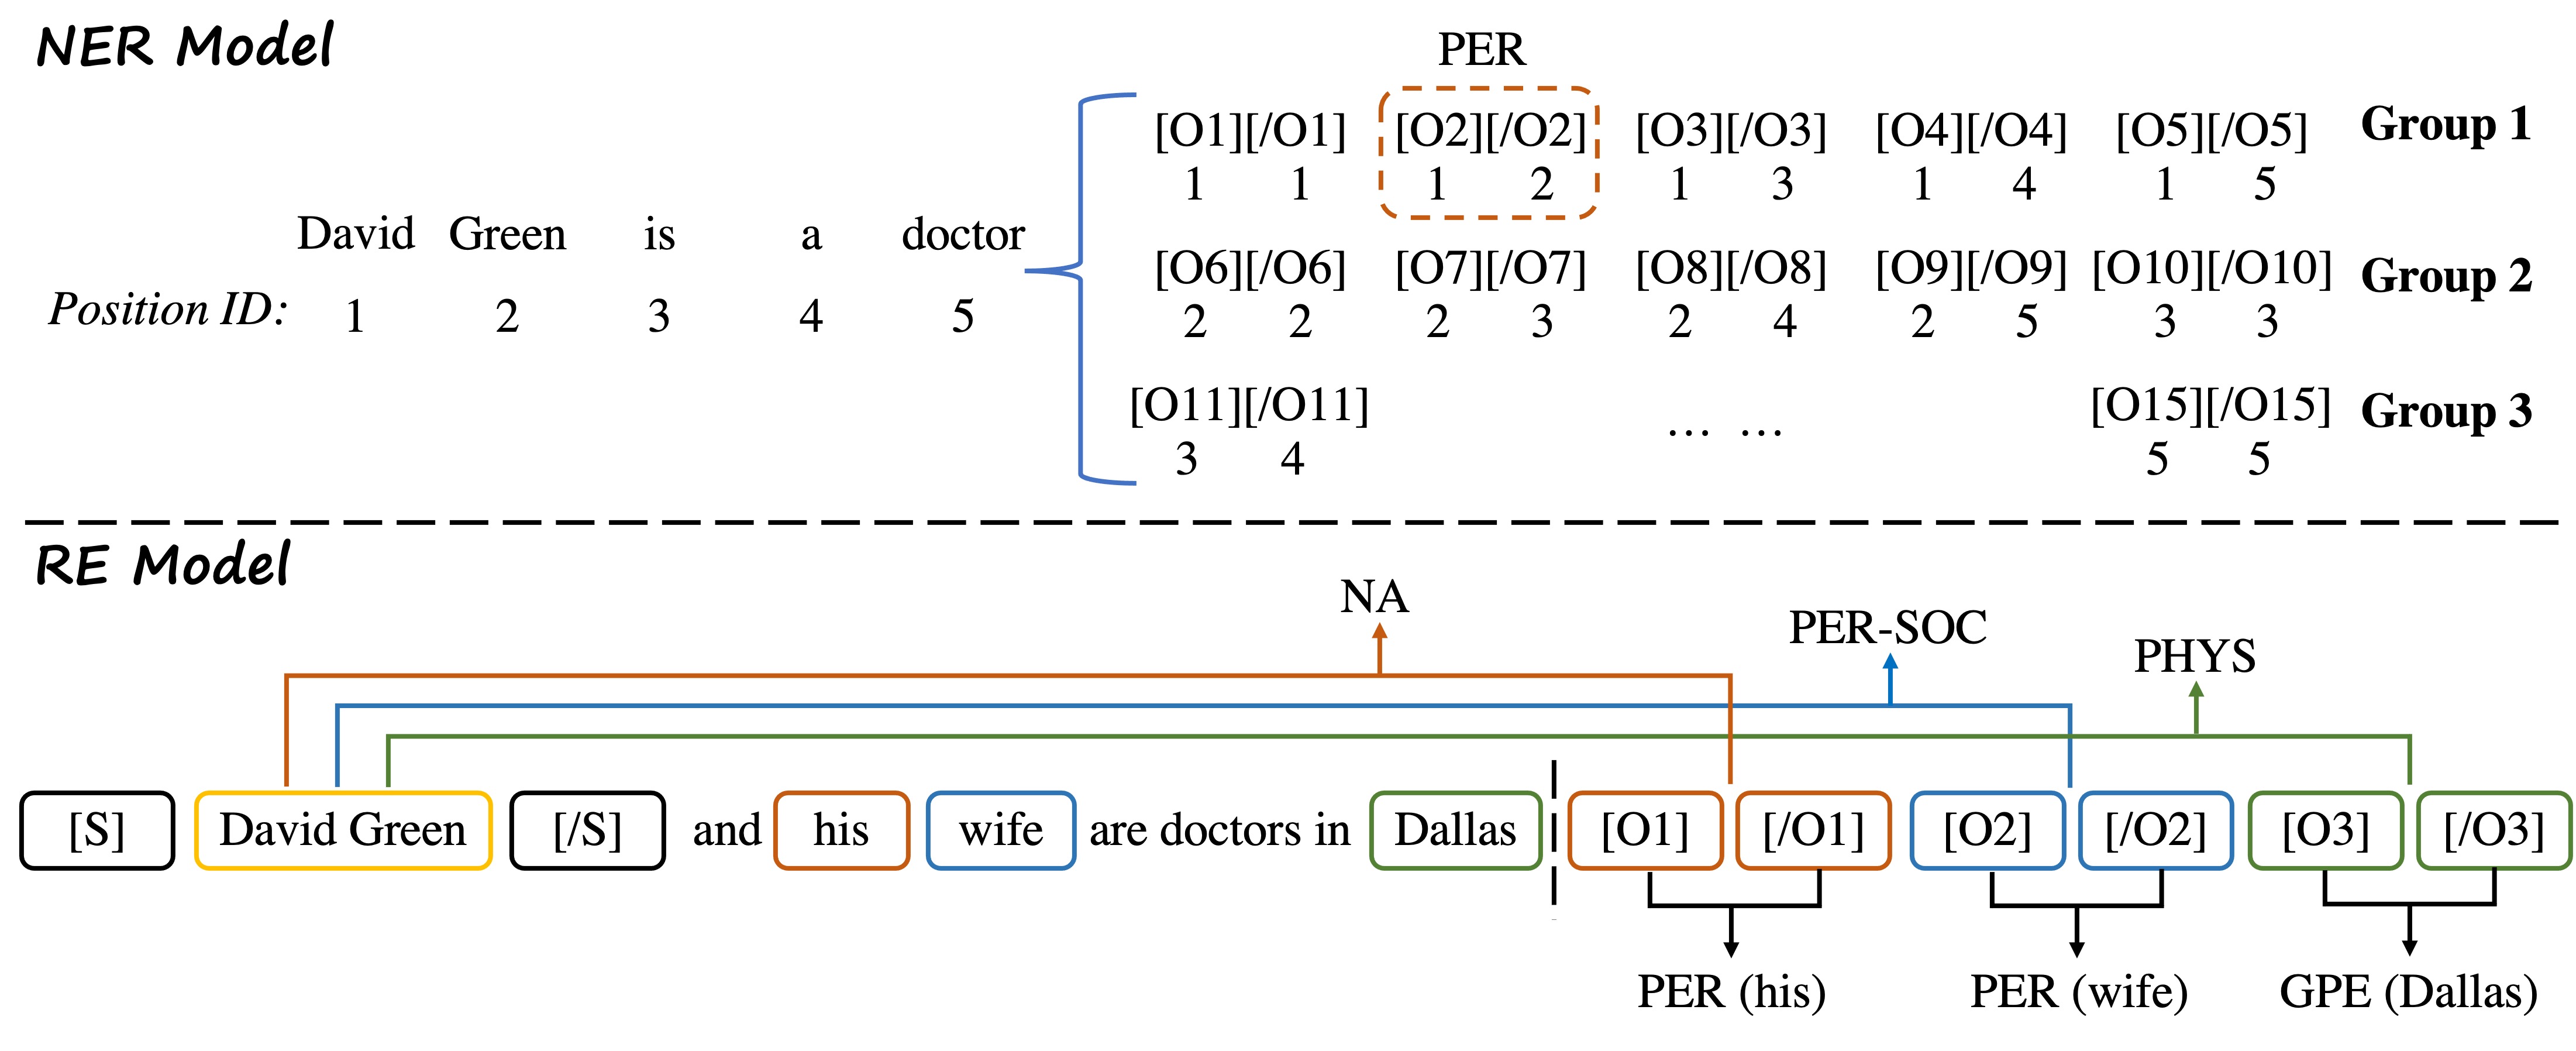 NER Model
PER
[O1][/O1] [O2][/O2] [O3][/O3] [O4][/O4] [O5][/O5] Group 1
1 1 1 2 1 3 1 4 1 5
David Green is a doctor
[O6][/O6] [O7][/O7] [O8][/O8] [O9][/O9] [O10][/O10] Group 2
Position ID: 1 2 3 4 5
2 2 2 3 2 4 2 5 3 3
[O11][/O11] ... ... [O15][/O15] Group 3
3 4 5 5
RE Model
NA
PER-SOC
PHYS
[S] David Green [/S] and his wife are doctors in Dallas [O1] [/O1] [O2] [/O2] [O3] [/O3]
PER (his) PER (wife) GPE (Dallas)